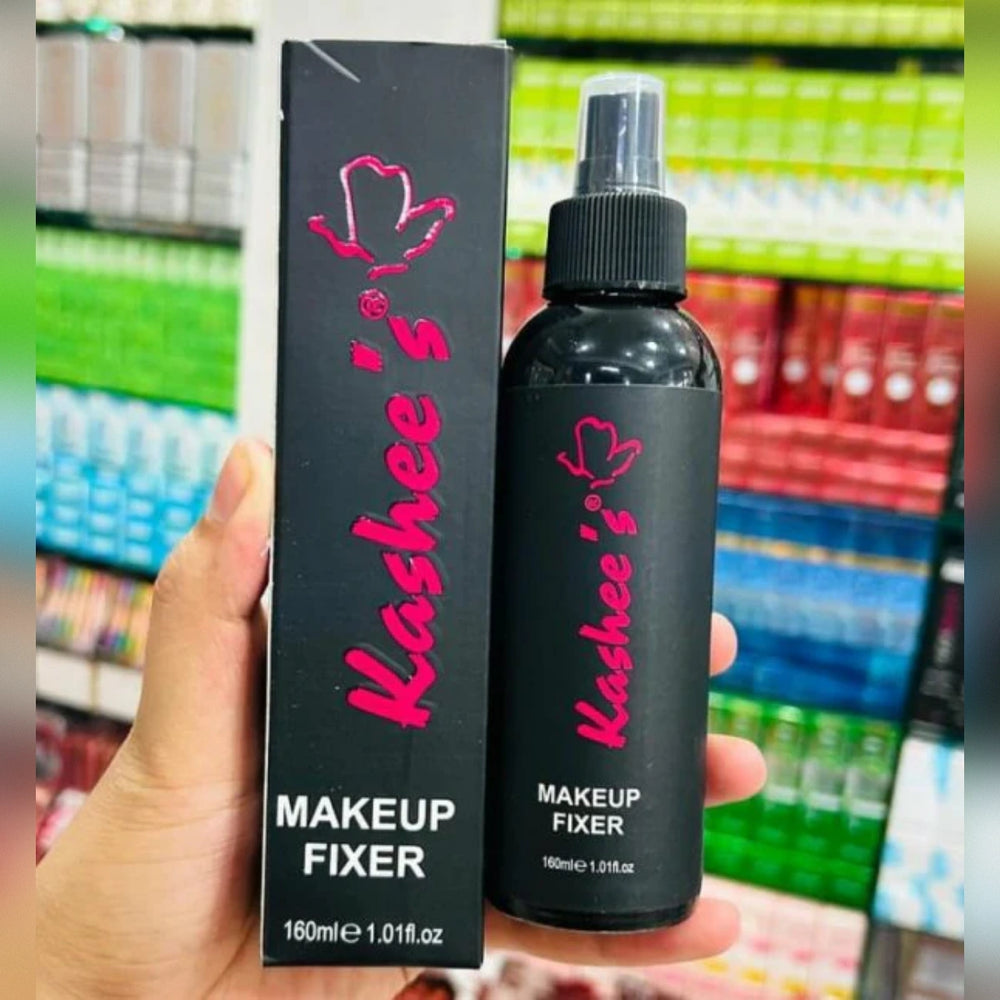 Kashee's®
MAKEUP
FIXER
160ml℮ 1.01fl.oz
Kashee's®
MAKEUP
FIXER
160ml℮ 1.01fl.oz